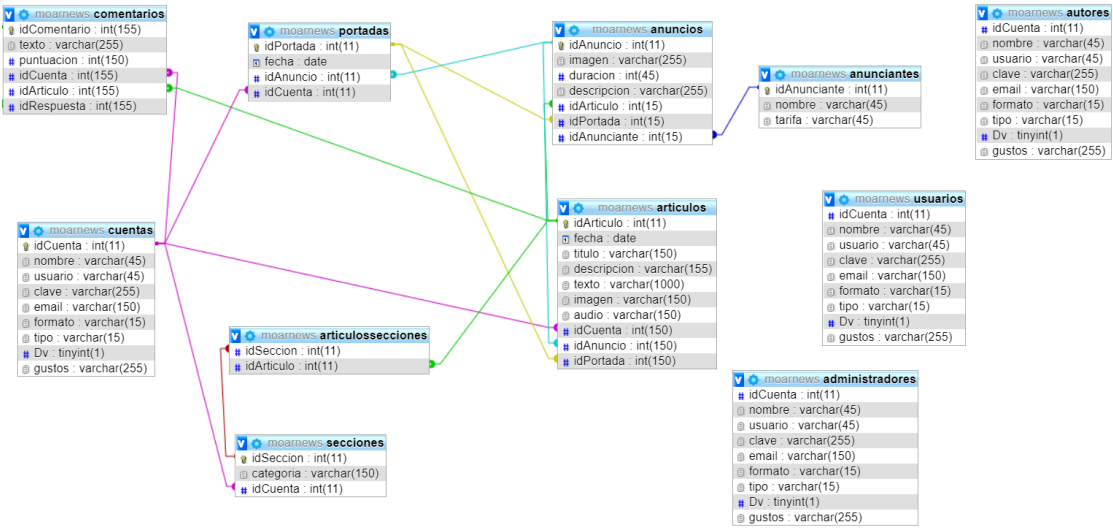 moarnews comentarios
idComentario : int(155)
texto : varchar(255)
puntuacion : int(150)
idCuenta : int(155)
idArticulo : int(155)
idRespuesta : int(155)
moarnews portadas
idPortada : int(11)
fecha : date
idAnuncio : int(11)
idCuenta : int(11)
moarnews anuncios
idAnuncio : int(11)
imagen : varchar(255)
duracion : int(45)
descripcion : varchar(255)
idArticulo : int(15)
idPortada : int(15)
idAnunciante : int(15)
moarnews anunciantes
idAnunciante : int(11)
nombre : varchar(45)
tarifa : varchar(45)
moarnews autores
idCuenta : int(11)
nombre : varchar(45)
usuario : varchar(45)
clave : varchar(255)
email : varchar(150)
formato : varchar(15)
tipo : varchar(15)
Dv : tinyint(1)
gustos : varchar(255)
moarnews cuentas
idCuenta : int(11)
nombre : varchar(45)
usuario : varchar(45)
clave : varchar(255)
email : varchar(150)
formato : varchar(15)
tipo : varchar(15)
Dv : tinyint(1)
gustos : varchar(255)
moarnews articulossecciones
idSeccion : int(11)
idArticulo : int(11)
moarnews secciones
idSeccion : int(11)
categoria : varchar(150)
idCuenta : int(11)
moarnews articulos
idArticulo : int(11)
fecha : date
titulo : varchar(150)
descripcion : varchar(155)
texto : varchar(1000)
imagen : varchar(150)
audio : varchar(150)
idCuenta : int(150)
idAnuncio : int(150)
idPortada : int(150)
moarnews usuarios
idCuenta : int(11)
nombre : varchar(45)
usuario : varchar(45)
clave : varchar(255)
email : varchar(150)
formato : varchar(15)
tipo : varchar(15)
Dv : tinyint(1)
gustos : varchar(255)
moarnews administradores
idCuenta : int(11)
nombre : varchar(45)
usuario : varchar(45)
clave : varchar(255)
email : varchar(150)
formato : varchar(15)
tipo : varchar(15)
Dv : tinyint(1)
gustos : varchar(255)